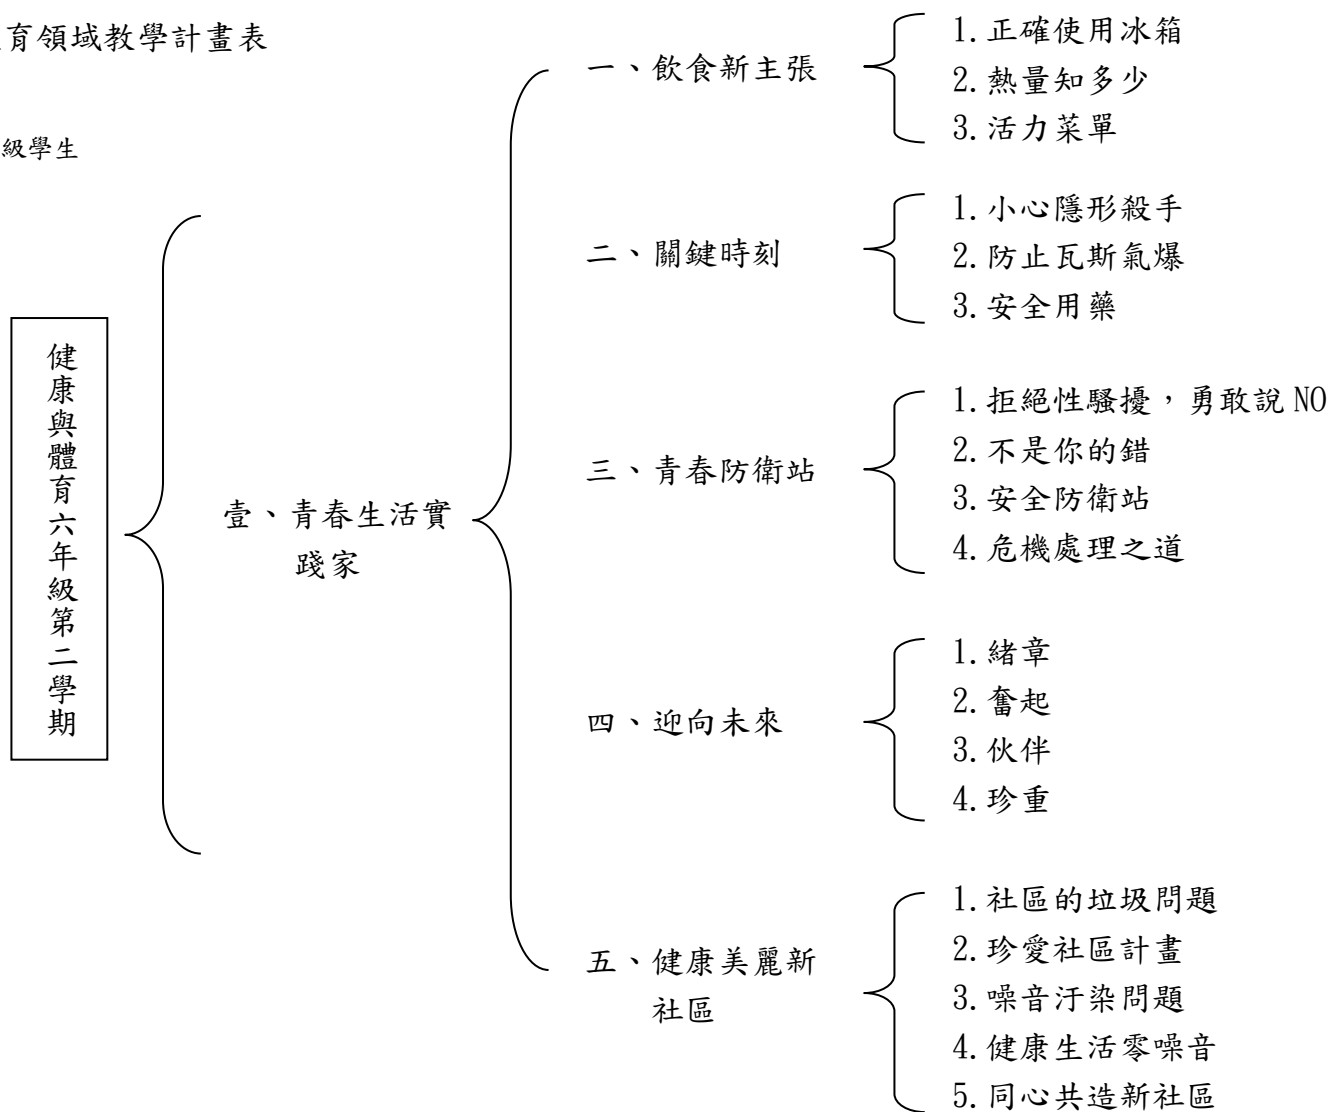 育領域教學計畫表
級學生
健康與體育六年級第二學期
壹、青春生活實
踐家
一、飲食新主張
1.正確使用冰箱
2.熱量知多少
3.活力菜單
二、關鍵時刻
1.小心隱形殺手
2.防止瓦斯氣爆
3.安全用藥
三、青春防衛站
1.拒絕性騷擾，勇敢說 NO
2.不是你的錯
3.安全防衛站
4.危機處理之道
四、迎向未來
1.緒章
2.奮起
3.伙伴
4.珍重
五、健康美麗新
社區
1.社區的垃圾問題
2.珍愛社區計畫
3.噪音汙染問題
4.健康生活零噪音
5.同心共造新社區